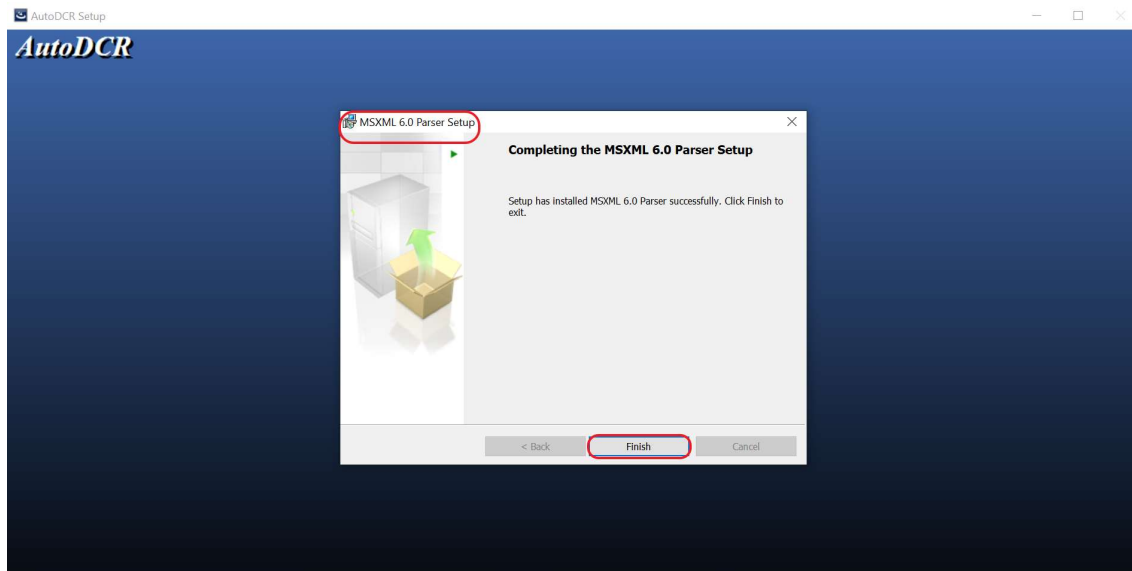 AutoDCR Setup
AutoDCR
MSXML 6.0 Parser Setup
Completing the MSXML 6.0 Parser Setup
Setup has installed MSXML 6.0 Parser successfully. Click Finish to
exit.
< Back
Finish
Cancel